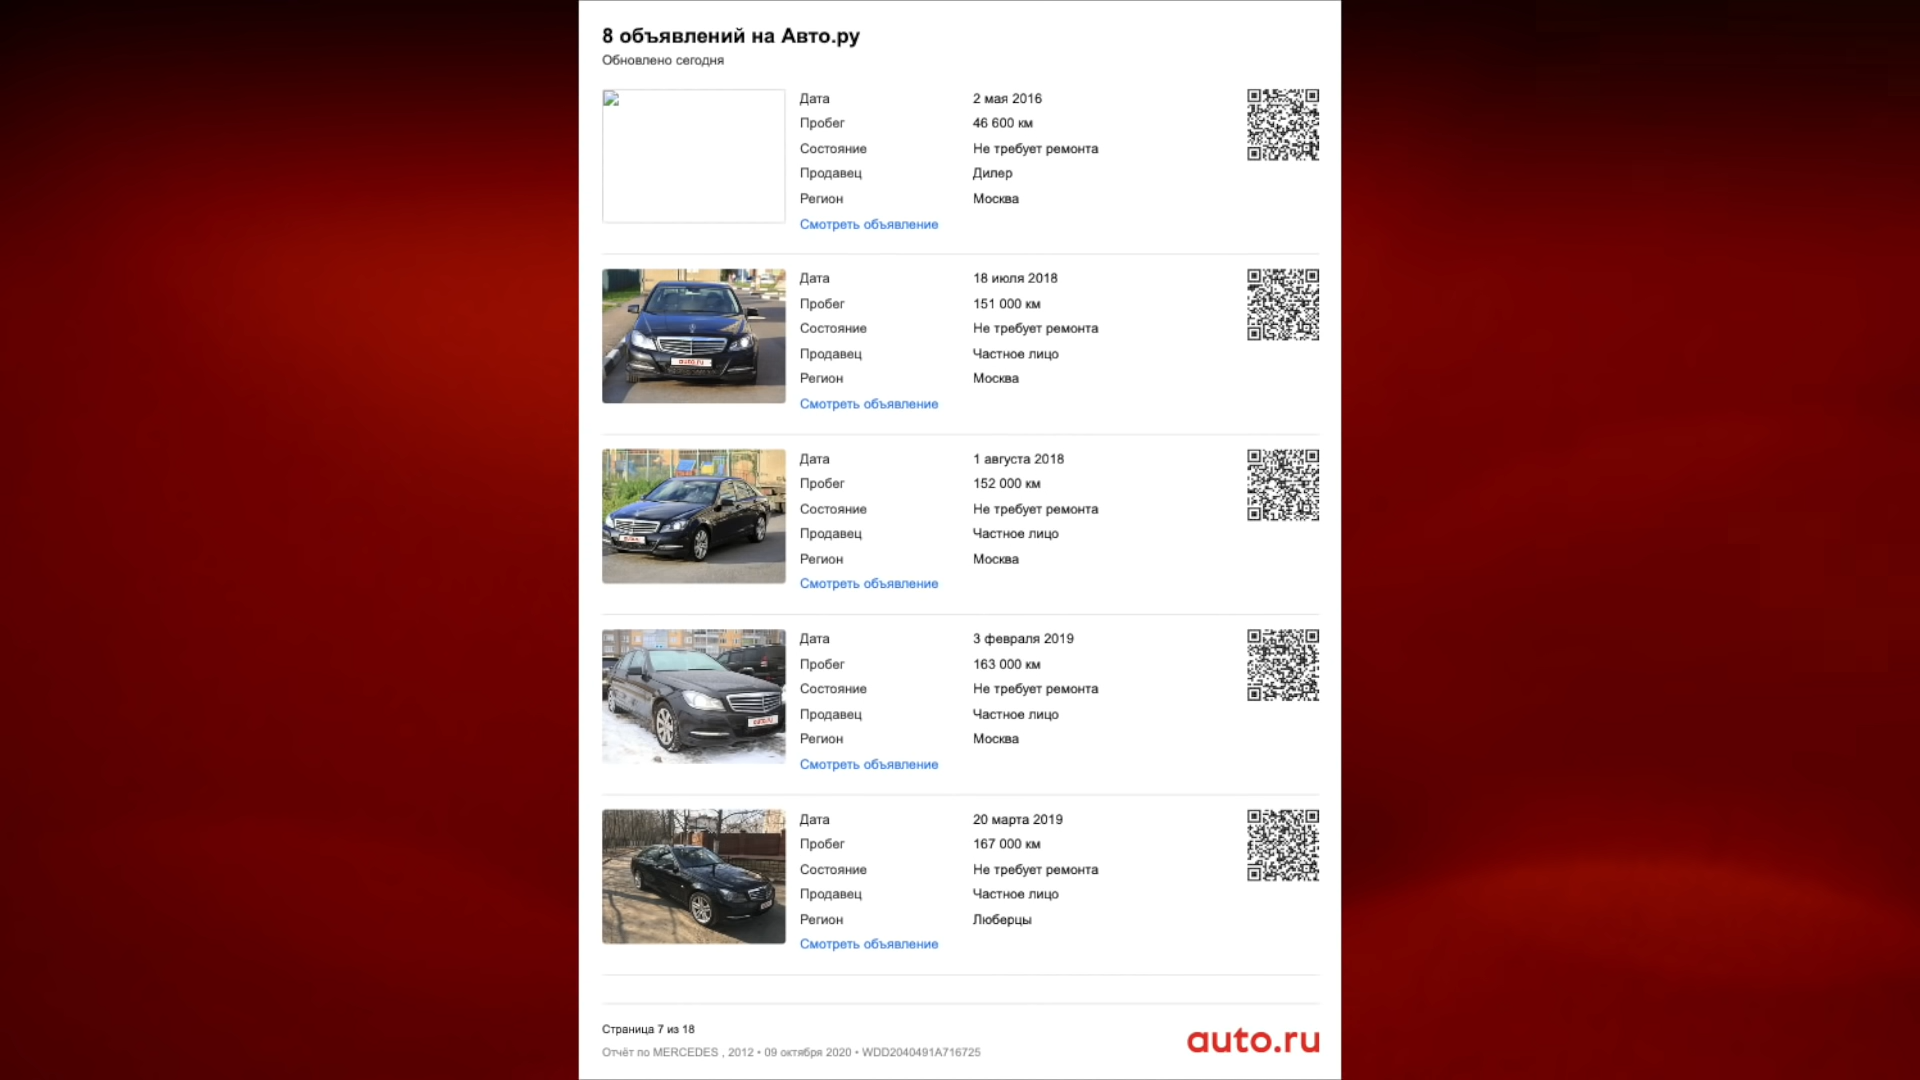 8 объявлений на Авто.ру
Обновлено сегодня
Дата 2 мая 2016
Пробег 46 600 км
Состояние Не требует ремонта
Продавец Дилер
Регион Москва
Смотреть объявление
Дата 18 июля 2018
Пробег 151 000 км
Состояние Не требует ремонта
Продавец Частное лицо
Регион Москва
Смотреть объявление
auto.ru
Дата 1 августа 2018
Пробег 152 000 км
Состояние Не требует ремонта
Продавец Частное лицо
Регион Москва
Смотреть объявление
Дата 3 февраля 2019
Пробег 163 000 км
Состояние Не требует ремонта
Продавец Частное лицо
Регион Москва
Смотреть объявление
auto.ru
Дата 20 марта 2019
Пробег 167 000 км
Состояние Не требует ремонта
Продавец Частное лицо
Регион Люберцы
Смотреть объявление
Страница 7 из 18
Отчёт по MERCEDES , 2012 • 09 октября 2020 • WDD2040491A716725
auto.ru